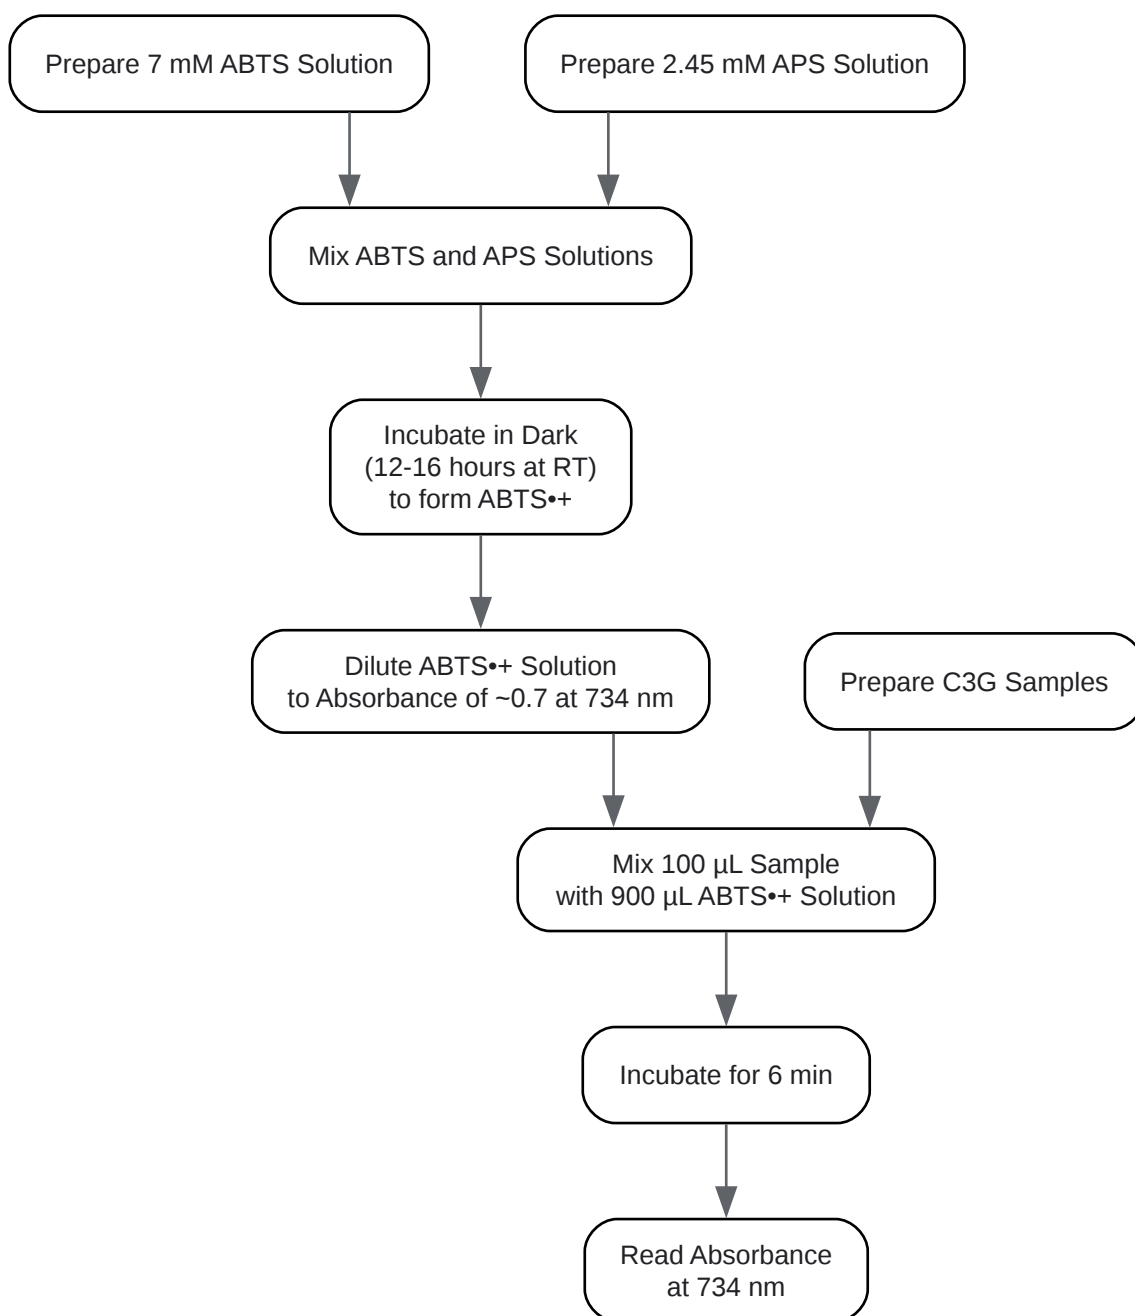 Prepare 7 mM ABTS Solution
Prepare 2.45 mM APS Solution
Mix ABTS and APS Solutions
Incubate in Dark
(12-16 hours at RT)
to form ABTS•+
Dilute ABTS•+ Solution
to Absorbance of ~0.7 at 734 nm
Prepare C3G Samples
Mix 100 µL Sample
with 900 µL ABTS•+ Solution
Incubate for 6 min
Read Absorbance
at 734 nm